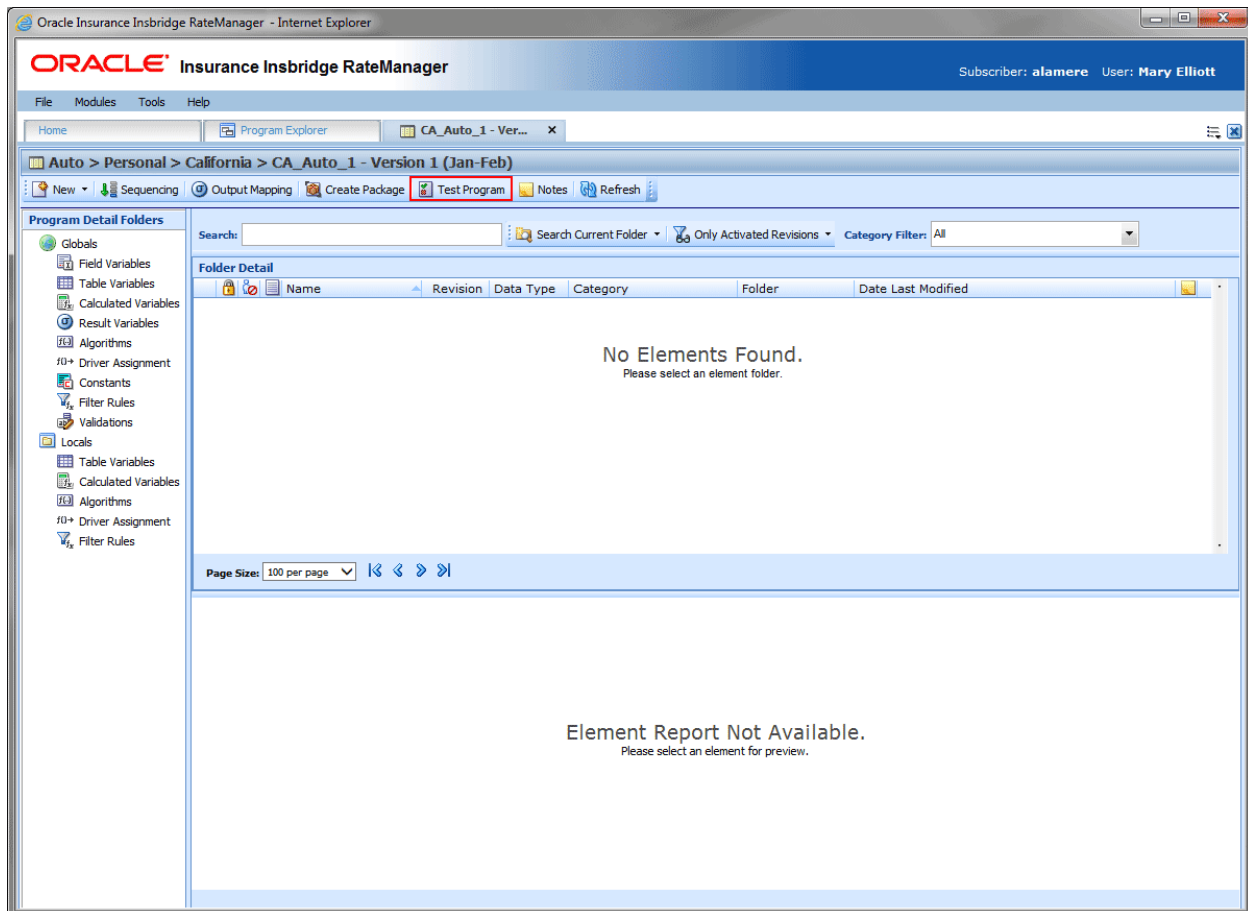 Oracle Insurance Insbridge RateManager - Internet Explorer
ORACLE Insurance Insbridge RateManager
Subscriber: alamere User: Mary Elliott
File Modules Tools Help
Home Program Explorer CA_Auto_1 - Ver... X
Auto > Personal > California > CA_Auto_1 - Version 1 (Jan-Feb)
New Sequencing Output Mapping Create Package Test Program Notes Refresh
Program Detail Folders
Globals
Field Variables
Table Variables
Calculated Variables
Result Variables
Algorithms
Driver Assignment
Constants
Filter Rules
Validations
Locals
Table Variables
Calculated Variables
Algorithms
Driver Assignment
Filter Rules
Search: Search Current Folder Only Activated Revisions Category Filter: All
Folder Detail
Name Revision Data Type Category Folder Date Last Modified
No Elements Found.
Please select an element folder.
Page Size: 100 per page
Element Report Not Available.
Please select an element for preview.